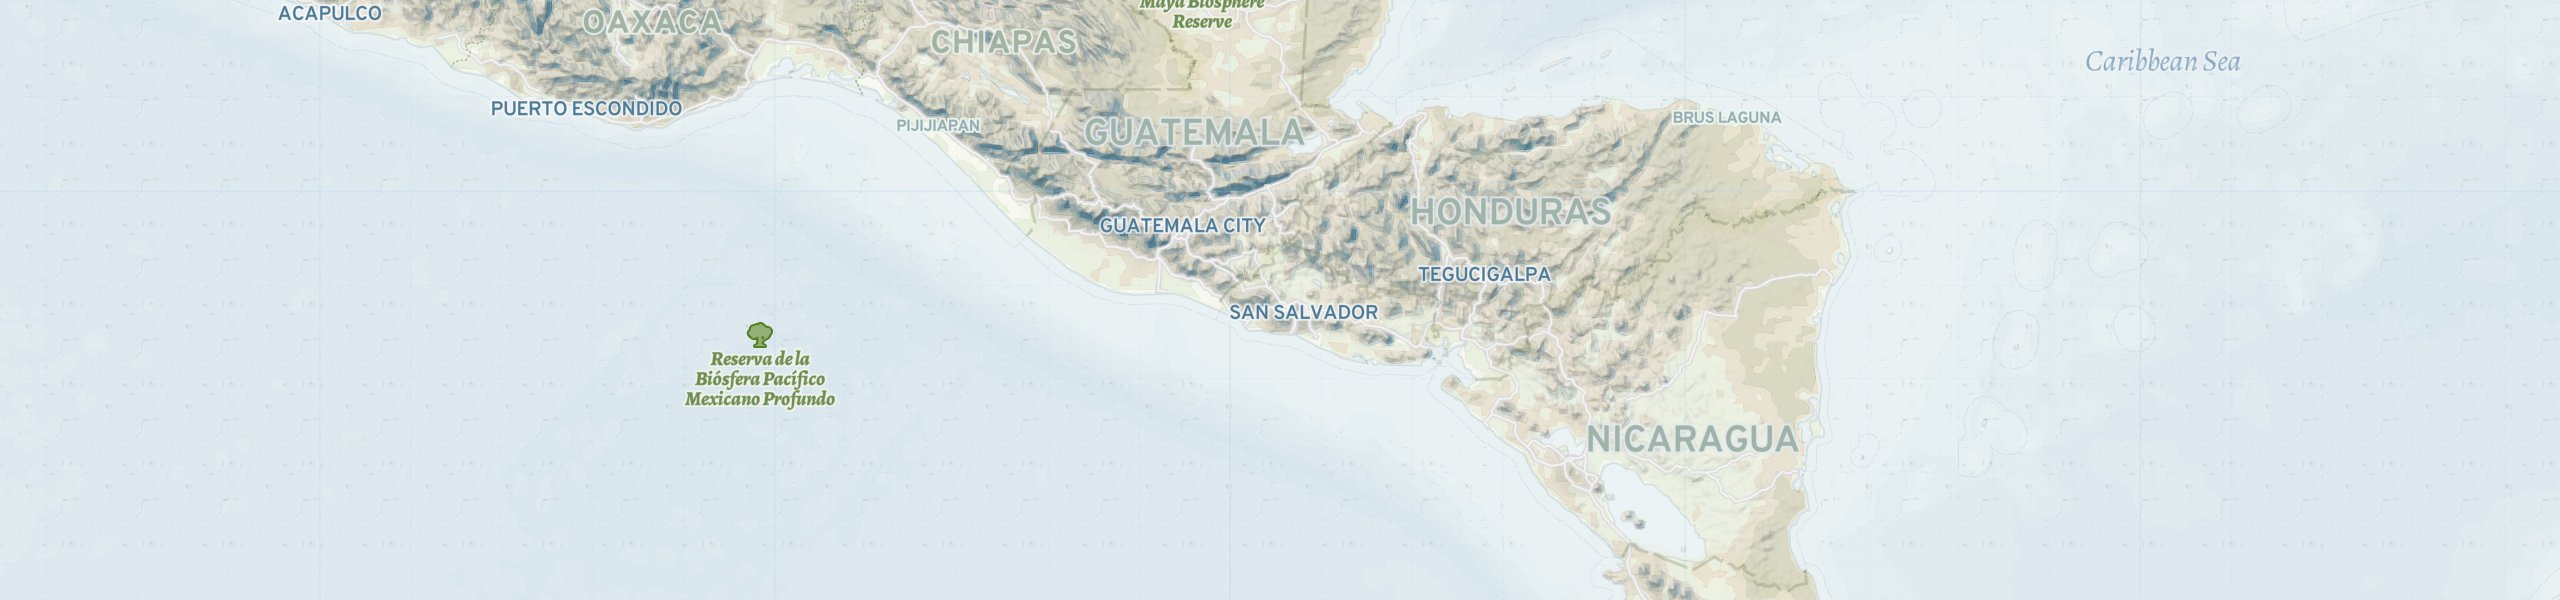 Maya Biosphere
Reserve
ACAPULCO
OAXACA
CHIAPAS
Caribbean Sea
PUERTO ESCONDIDO
PIJIJIAPAN
GUATEMALA
BRUS LAGUNA
HONDURAS
GUATEMALA CITY
TEGUCIGALPA
SAN SALVADOR
Reserva de la
Biósfera Pacífico
Mexicano Profundo
NICARAGUA